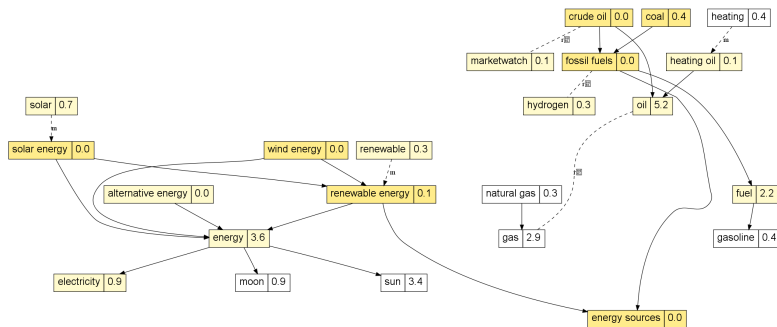 crude oil 0.0
coal 0.4
heating 0.4
m
marketwatch 0.1
fossil fuels 0.0
heating oil 0.1
solar 0.7
hydrogen 0.3
oil 5.2
m
solar energy 0.0
wind energy 0.0
renewable 0.3
m
alternative energy 0.0
renewable energy 0.1
natural gas 0.3
fuel 2.2
energy 3.6
gas 2.9
gasoline 0.4
electricity 0.9
moon 0.9
sun 3.4
energy sources 0.0